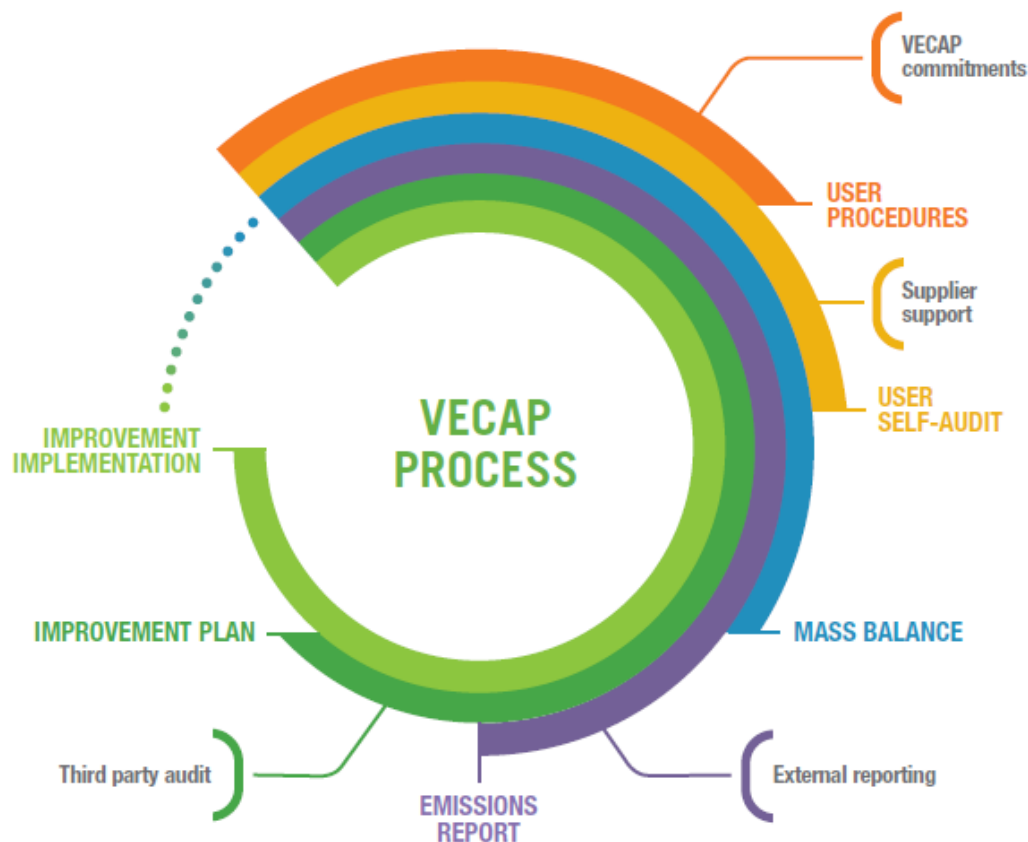 VECAP
commitments
USER
PROCEDURES
Supplier
support
USER
SELF-AUDIT
VECAP
PROCESS
IMPROVEMENT
IMPLEMENTATION
IMPROVEMENT PLAN
MASS BALANCE
Third party audit
External reporting
EMISSIONS
REPORT